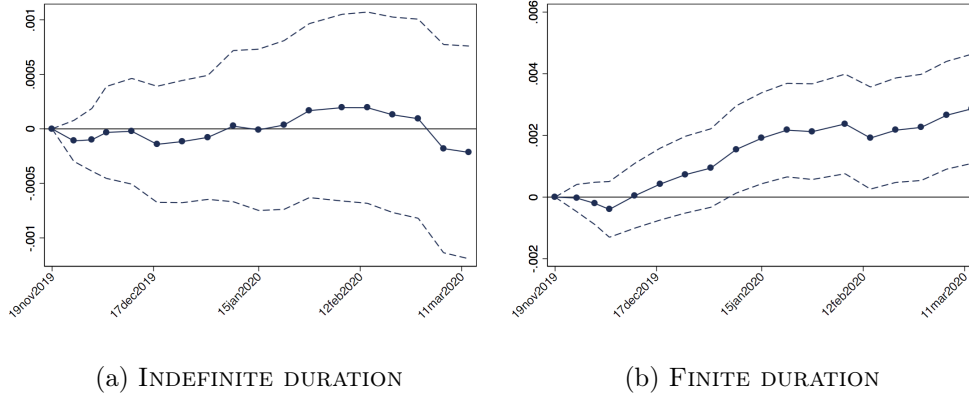 .001
.0005
0
-.0005
-.001
19nov2019
17dec2019
15jan2020
12feb2020
11mar2020
(a) INDEFINITE DURATION
.006
.004
.002
0
-.002
19nov2019
17dec2019
15jan2020
12feb2020
11mar2020
(b) FINITE DURATION